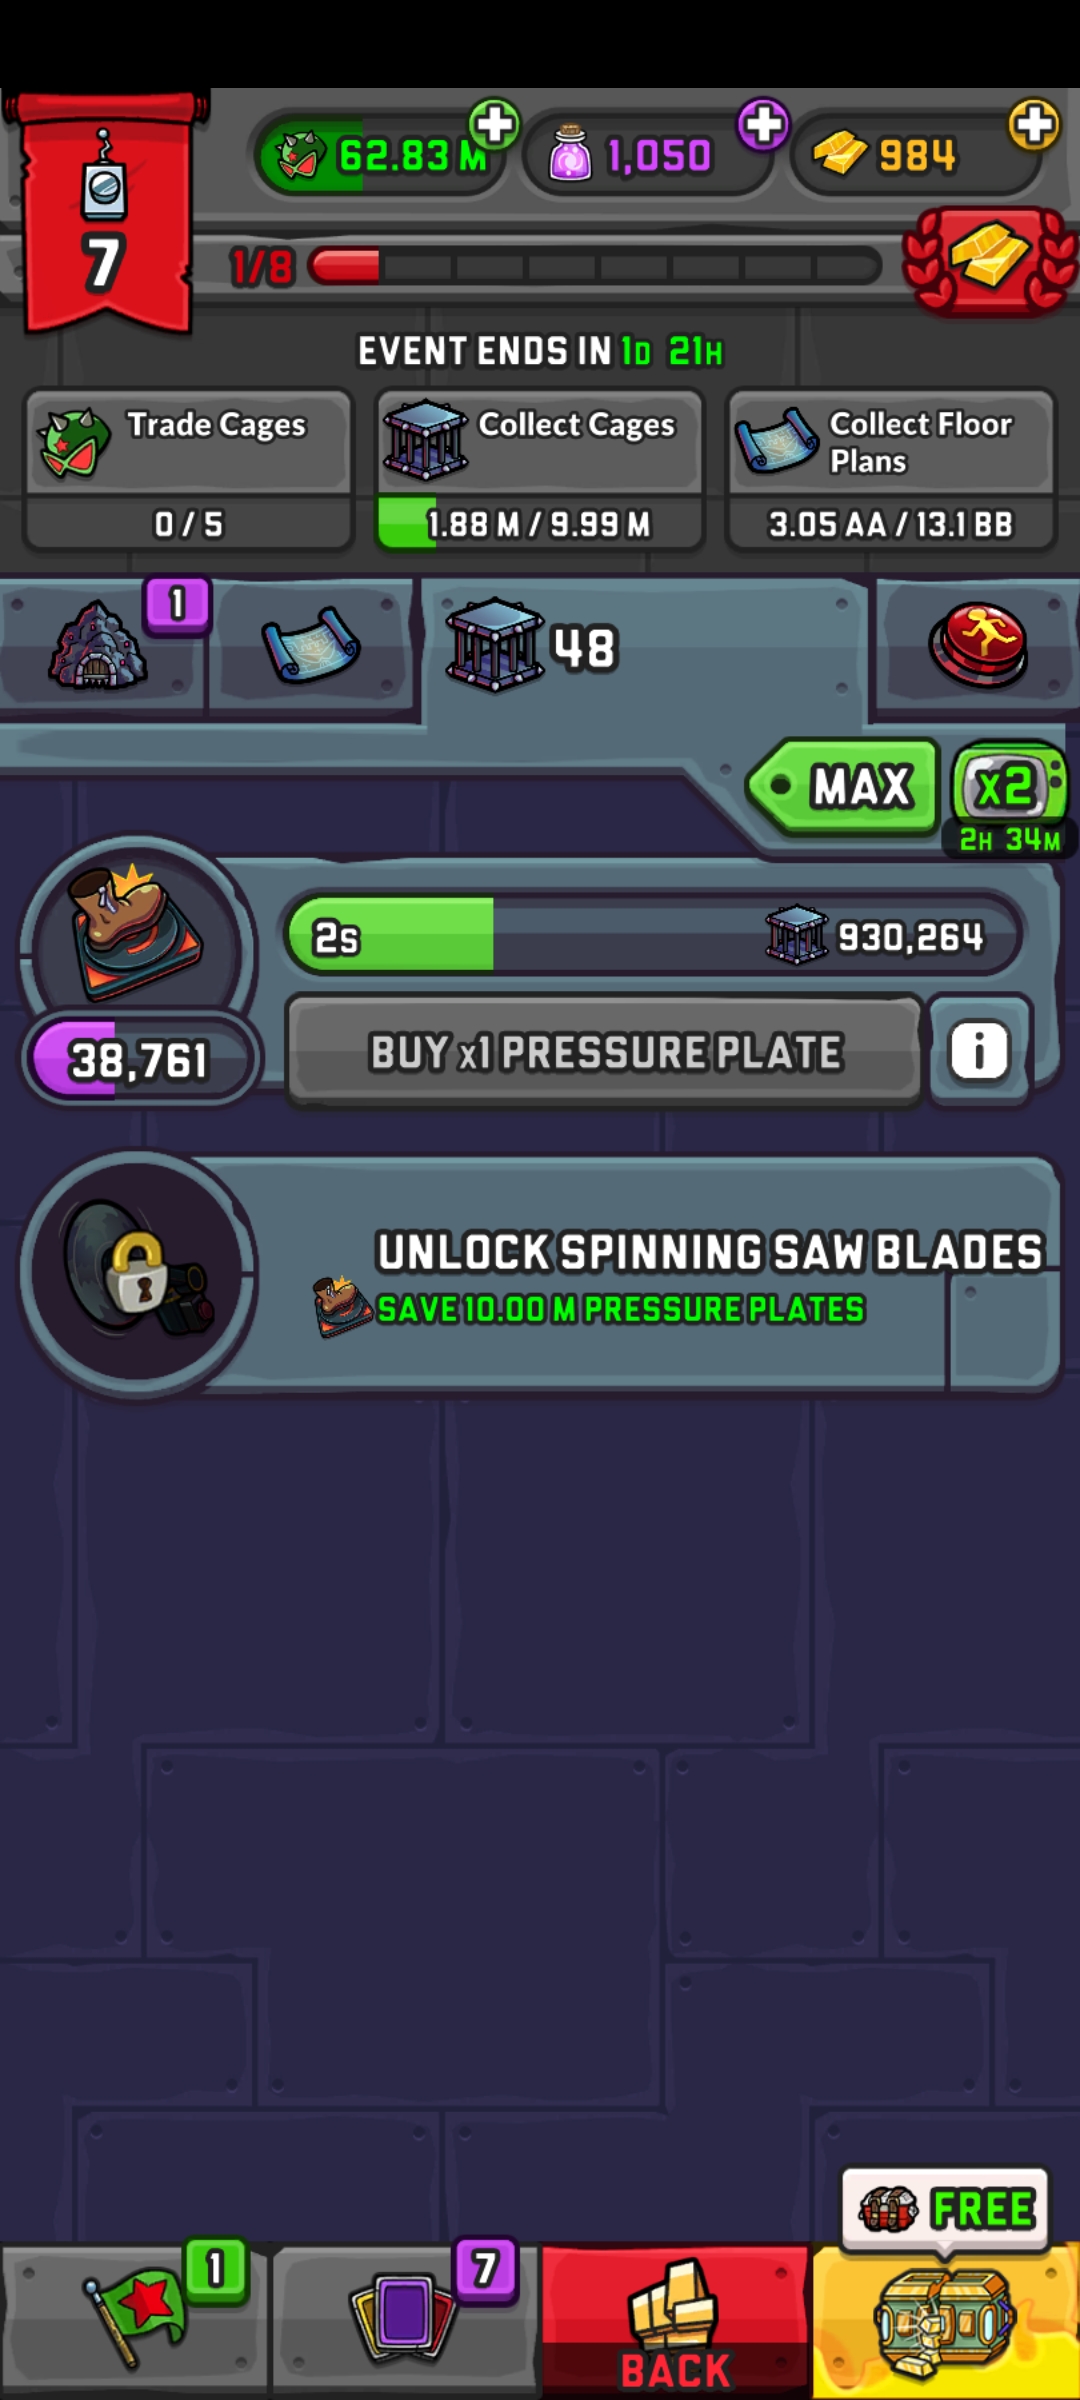 62.83 M
1,050
984
7
1/8
EVENT ENDS IN 1D 21H
Trade Cages
0 / 5
Collect Cages
1.88 M / 9.99 M
Collect Floor
Plans
3.05 AA / 13.1 BB
1
48
MAX
x2
2H 34M
2s
930,264
38,761
BUY x1 PRESSURE PLATE
i
UNLOCK SPINNING SAW BLADES
SAVE 10.00 M PRESSURE PLATES
FREE
1
7
BACK